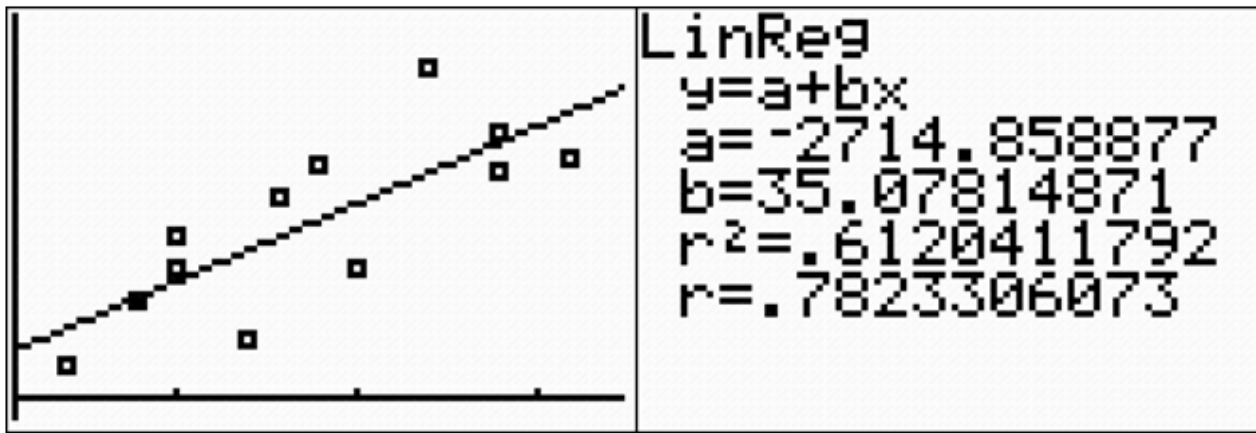 LinReg
y=a+bx
a=-2714.858877
b=35.07814871
r²=.6120411792
r=.7823306073